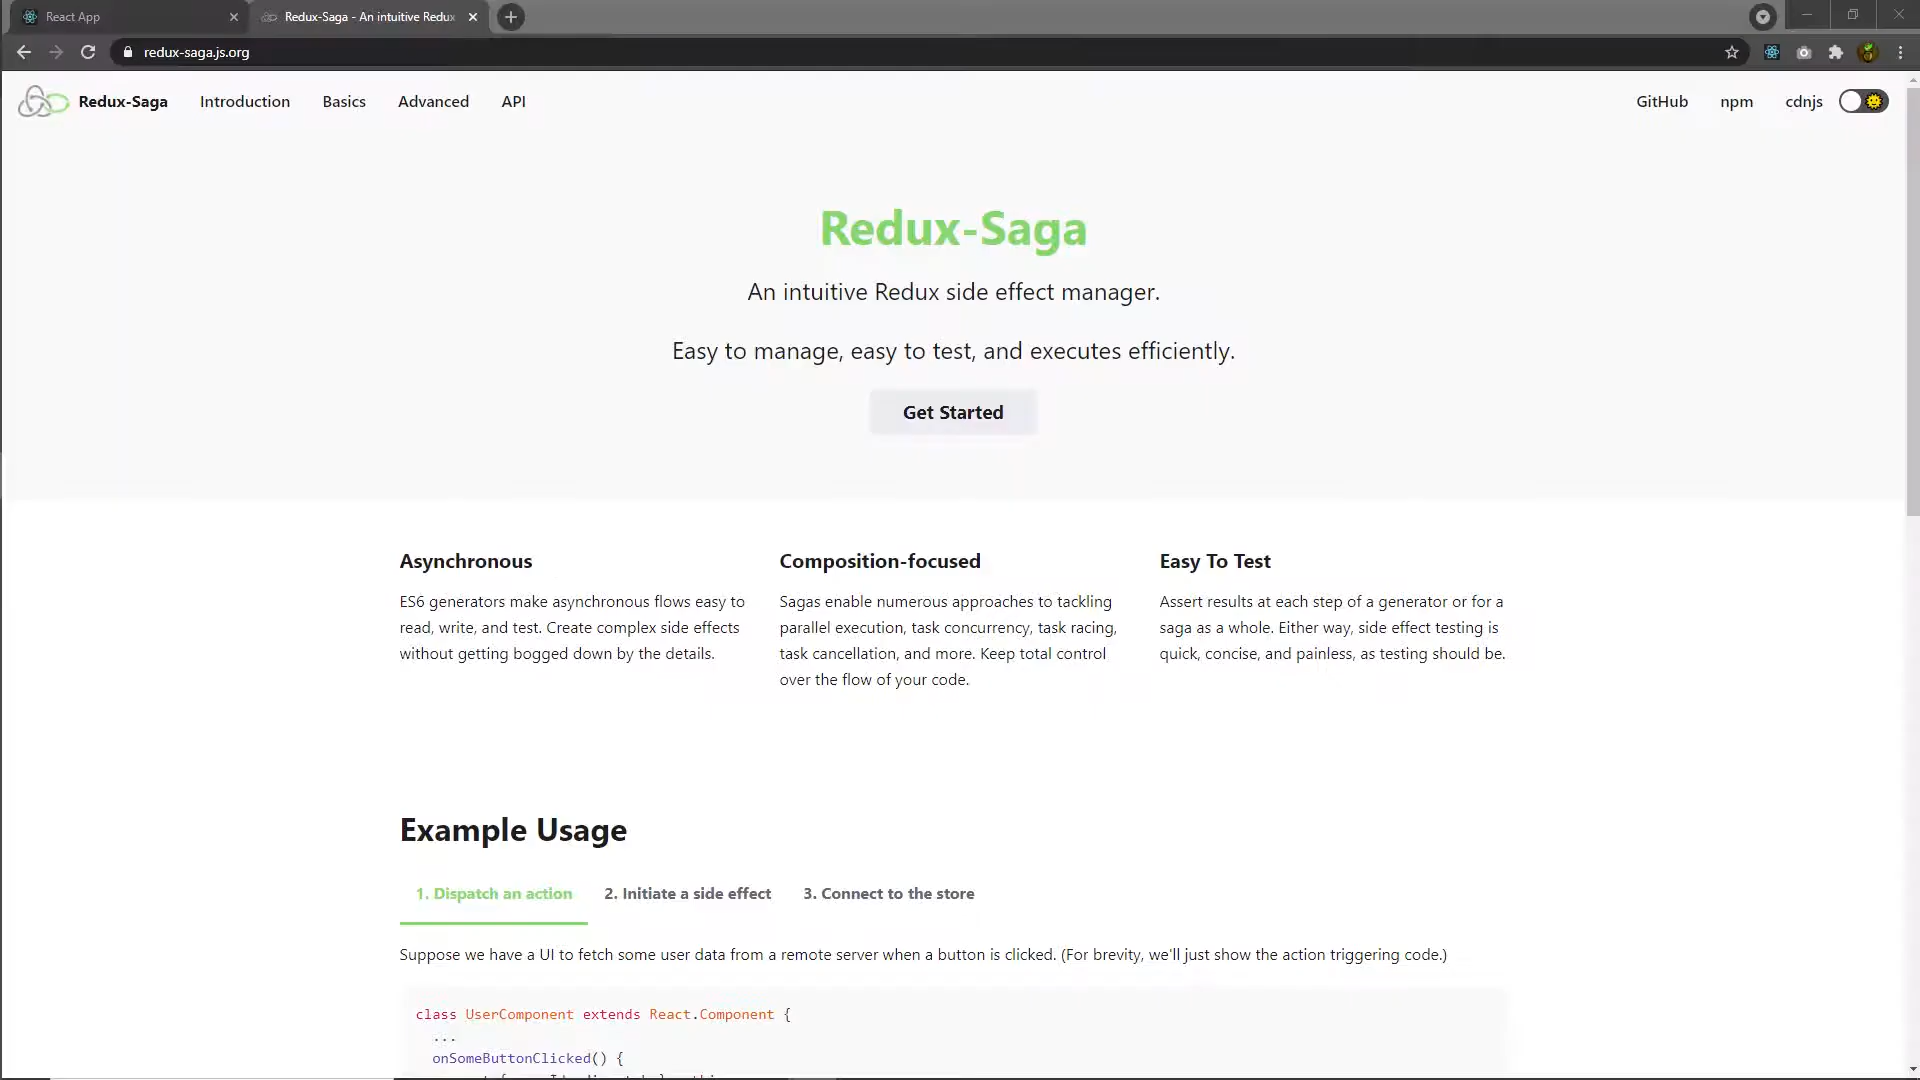 React App
Redux-Saga - An intuitive Redux
redux-saga.js.org
Redux-Saga Introduction Basics Advanced API GitHub npm cdnjs
Redux-Saga
An intuitive Redux side effect manager.
Easy to manage, easy to test, and executes efficiently.
Get Started
Asynchronous
ES6 generators make asynchronous flows easy to
read, write, and test. Create complex side effects
without getting bogged down by the details.
Composition-focused
Sagas enable numerous approaches to tackling
parallel execution, task concurrency, task racing,
task cancellation, and more. Keep total control
over the flow of your code.
Easy To Test
Assert results at each step of a generator or for a
saga as a whole. Either way, side effect testing is
quick, concise, and painless, as testing should be.
Example Usage
1. Dispatch an action 2. Initiate a side effect 3. Connect to the store
Suppose we have a UI to fetch some user data from a remote server when a button is clicked. (For brevity, we'll just show the action triggering code.)
class UserComponent extends React.Component {
...
onSomeButtonClicked() {